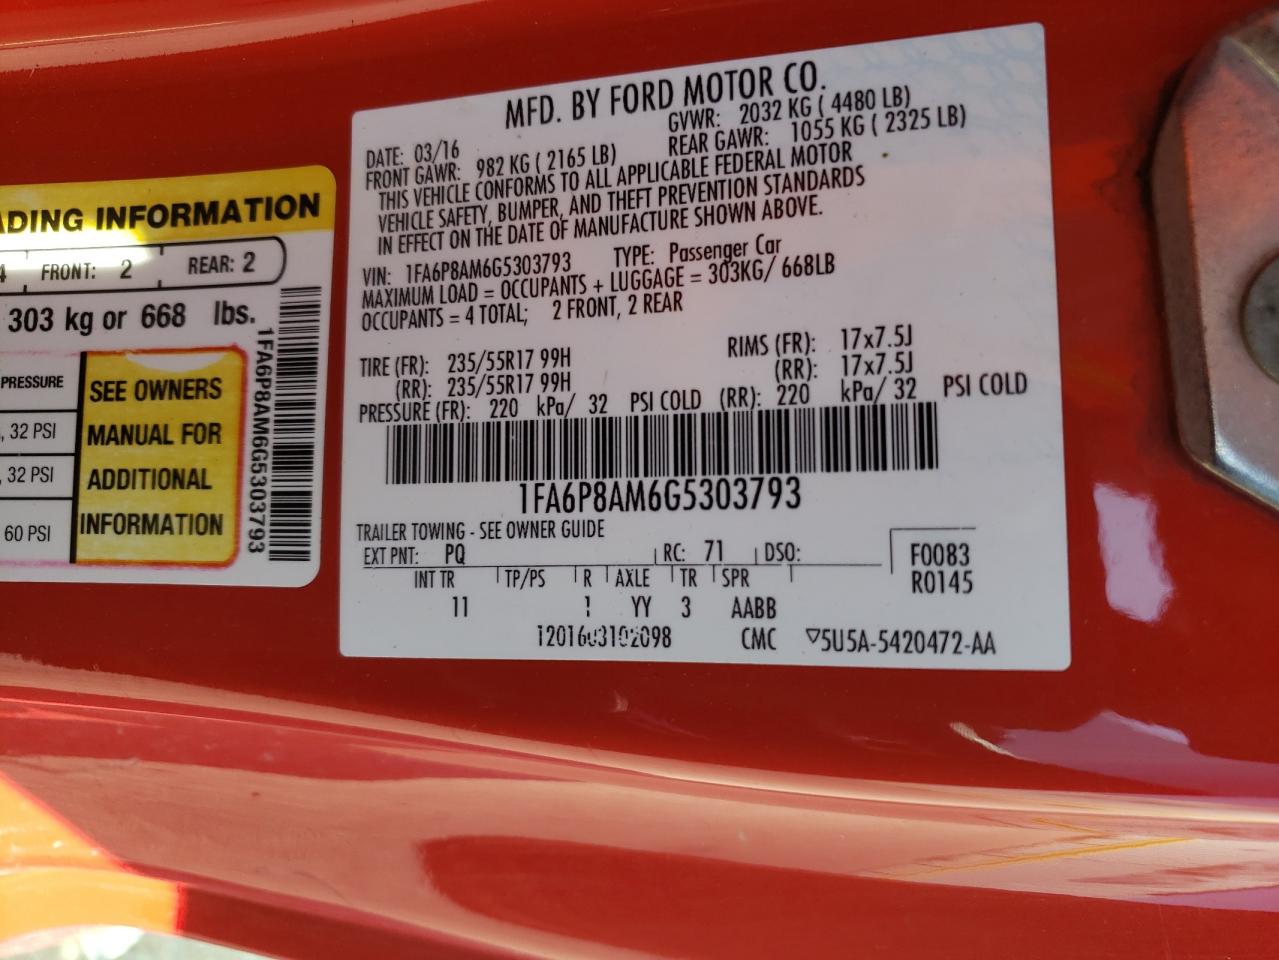 ADING INFORMATION
4 FRONT: 2 REAR: 2
303 kg or 668 lbs.
PRESSURE
, 32 PSI
, 32 PSI
60 PSI
SEE OWNERS
MANUAL FOR
ADDITIONAL
INFORMATION
1FA6P8AM6G5303793
MFD. BY FORD MOTOR CO.
DATE: 03/16 GVWR: 2032 KG ( 4480 LB)
FRONT GAWR: 982 KG ( 2165 LB) REAR GAWR: 1055 KG ( 2325 LB)
THIS VEHICLE CONFORMS TO ALL APPLICABLE FEDERAL MOTOR
VEHICLE SAFETY, BUMPER, AND THEFT PREVENTION STANDARDS
IN EFFECT ON THE DATE OF MANUFACTURE SHOWN ABOVE.
VIN: 1FA6P8AM6G5303793 TYPE: Passenger Car
MAXIMUM LOAD = OCCUPANTS + LUGGAGE = 303KG/ 668LB
OCCUPANTS = 4 TOTAL; 2 FRONT, 2 REAR
TIRE (FR): 235/55R17 99H RIMS (FR): 17x7.5J
(RR): 235/55R17 99H (RR): 17x7.5J
PRESSURE (FR): 220 kPa/ 32 PSI COLD (RR): 220 kPa/ 32 PSI COLD
1FA6P8AM6G5303793
TRAILER TOWING - SEE OWNER GUIDE
EXT PNT: PQ RC: 71 DSO: F0083
INT TR TP/PS R AXLE TR SPR R0145
11 1 YY 3 AABB
1201603102098 CMC ▽5U5A-5420472-AA